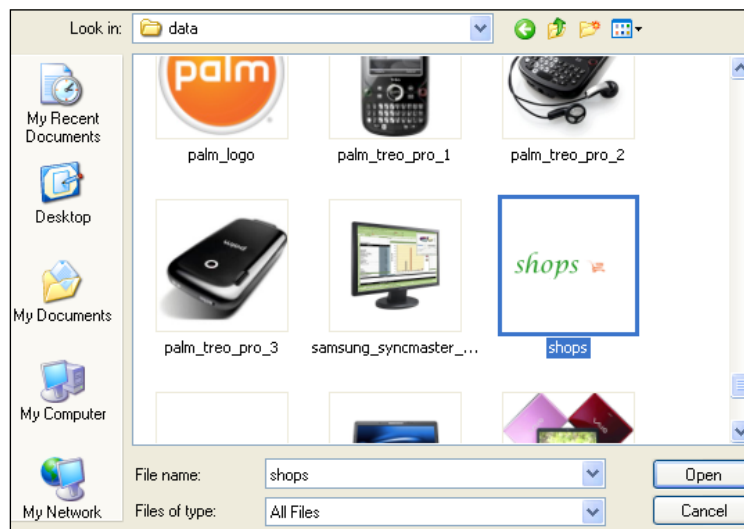 Look in: data
My Recent
Documents
Desktop
My Documents
My Computer
My Network
palm
palm_logo
palm_treo_pro_1
palm_treo_pro_2
palm
palm_treo_pro_3
samsung_syncmaster_...
shops
shops
File name: shops
Open
Files of type: All Files
Cancel